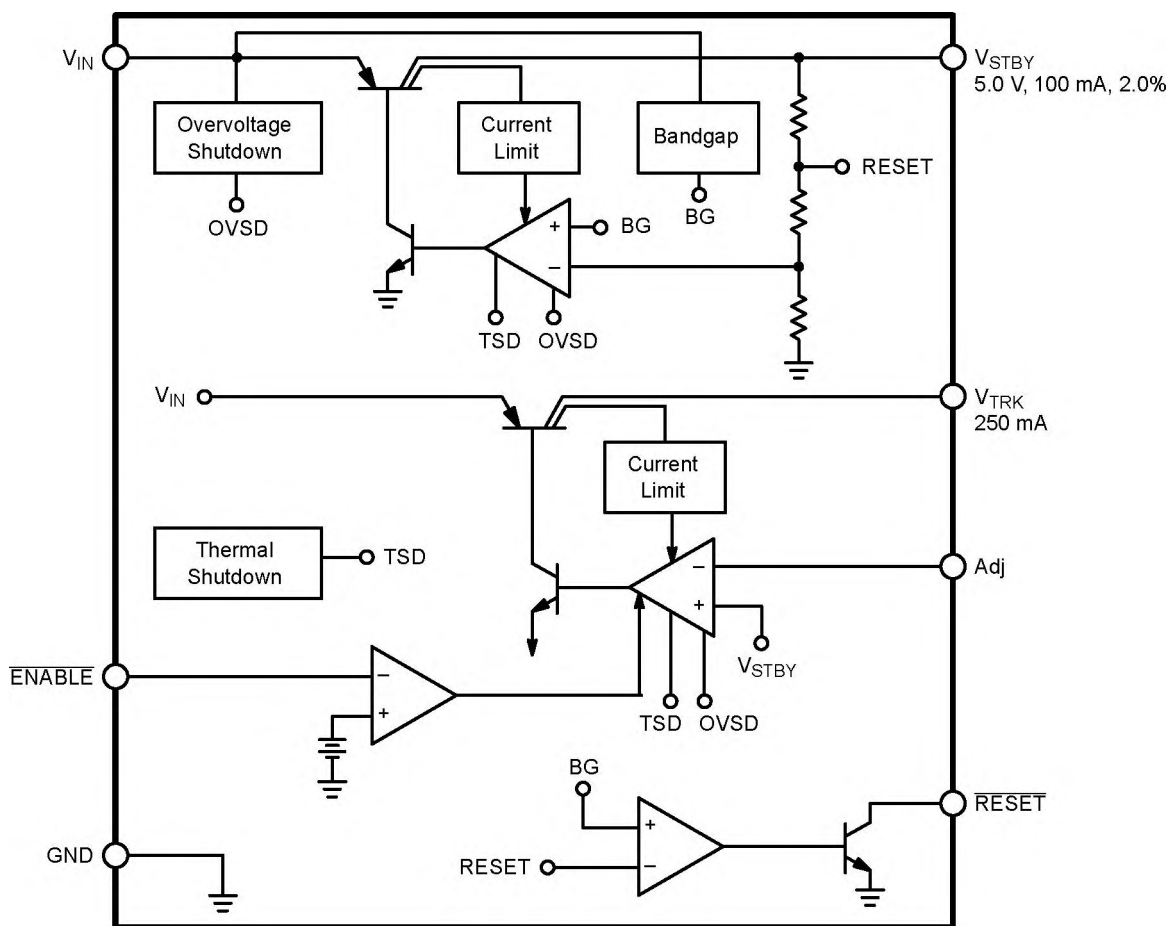 VIN
VSTBY
5.0 V, 100 mA, 2.0%
Overvoltage
Shutdown
Current
Limit
Bandgap
RESET
OVSD
BG
+
BG
−
TSD
OVSD
VIN
VTRK
250 mA
Current
Limit
Thermal
Shutdown
TSD
−
Adj
+
VSTBY
ENABLE
−
+
TSD
OVSD
BG
RESET
+
GND
RESET
−